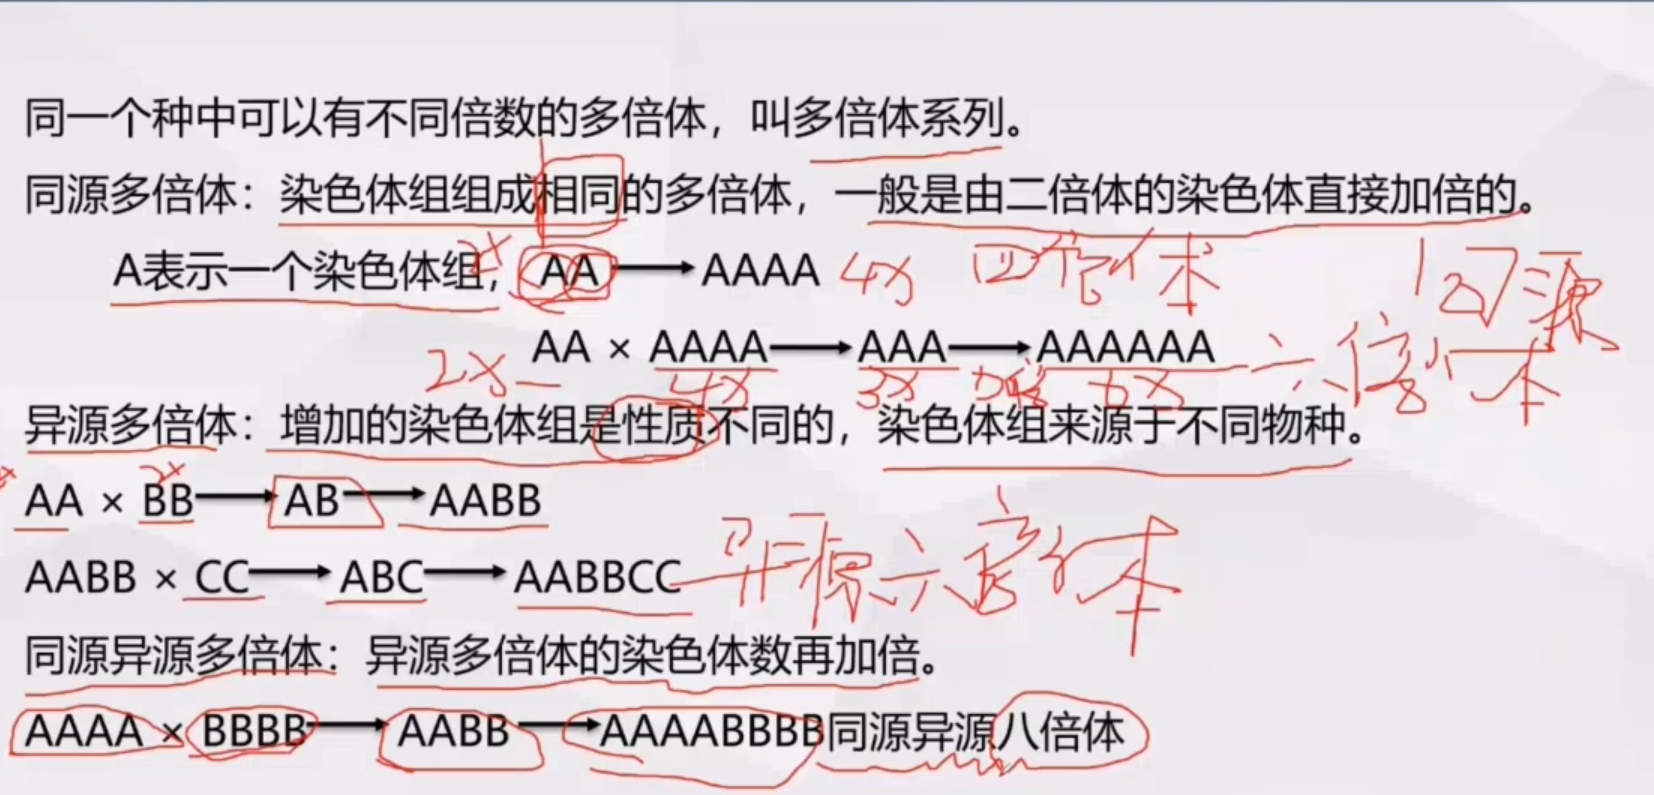 同一个种中可以有不同倍数的多倍体，叫多倍体系列。
同源多倍体：染色体组组成相同的多倍体，一般是由二倍体的染色体直接加倍的。
A表示一个染色体组，2x AA→AAAA 4x 四倍体
2x AA × AAAA→AAA→AAAAAA 六倍体 同源
4x 3x 6x
异源多倍体：增加的染色体组是性质不同的，染色体组来源于不同物种。
2x
AA × BB→AB→AABB
AABB × CC→ABC→AABBCC 异源六倍体
同源异源多倍体：异源多倍体的染色体数再加倍。
AAAA × BBBB→AABB→AAAABBBB同源异源八倍体